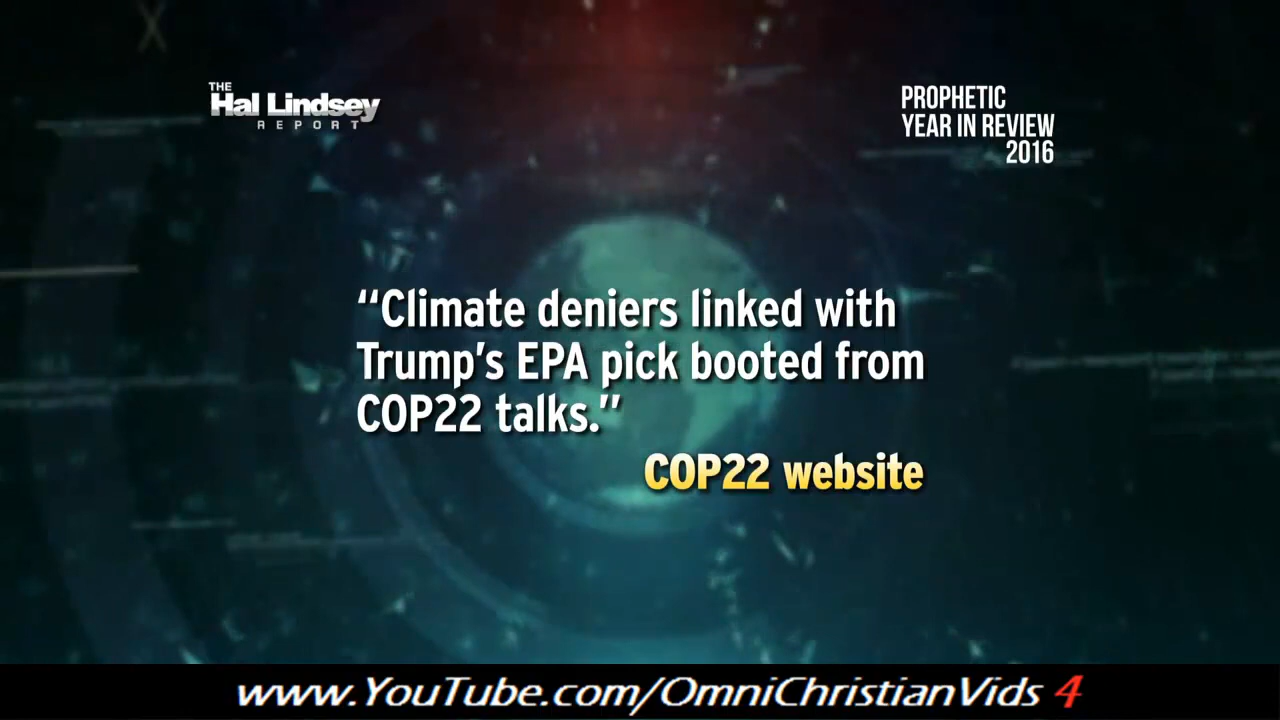 THE
Hal Lindsey
REPORT
PROPHETIC
YEAR IN REVIEW
2016
“Climate deniers linked with
Trump’s EPA pick booted from
COP22 talks.”
COP22 website
www.YouTube.com/OmniChristianVids 4